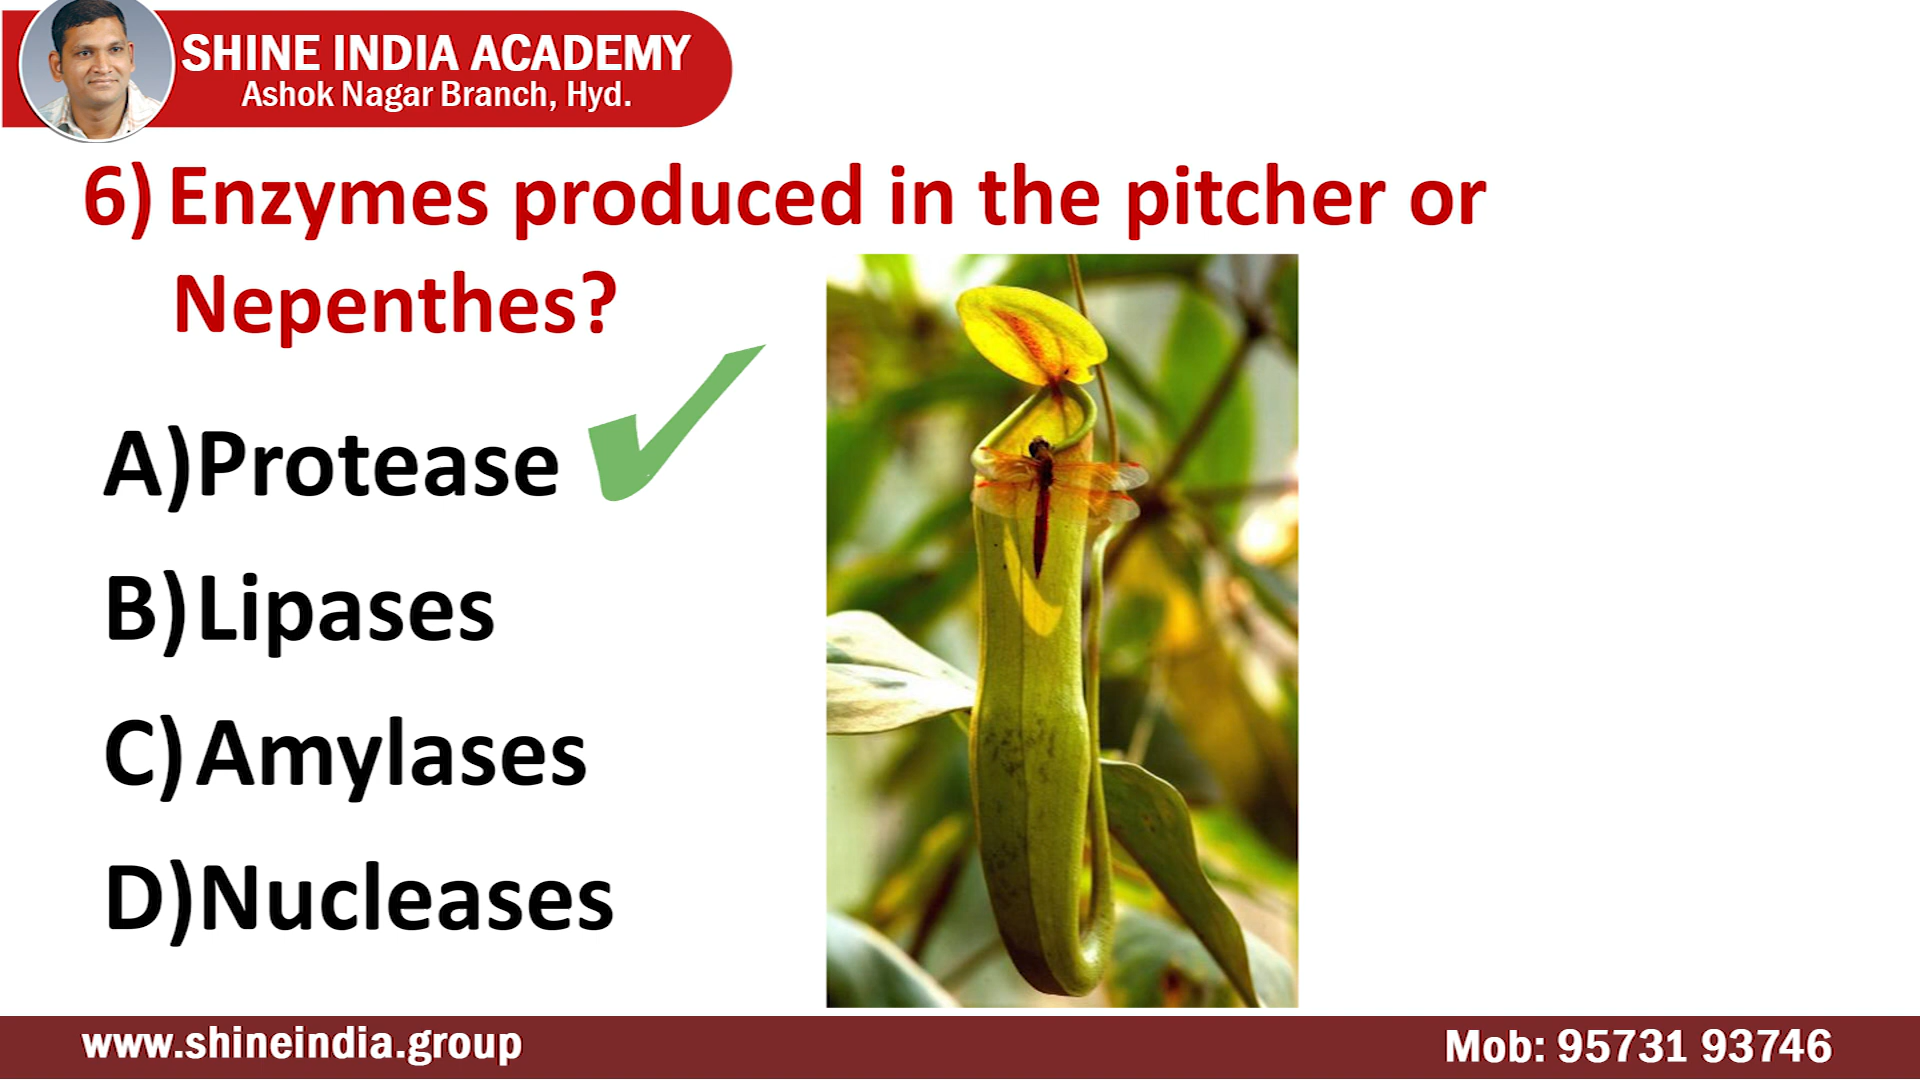 SHINE INDIA ACADEMY
Ashok Nagar Branch, Hyd.
6) Enzymes produced in the pitcher or
Nepenthes?
A)Protease
B)Lipases
C)Amylases
D)Nucleases
www.shineindia.group
Mob: 95731 93746